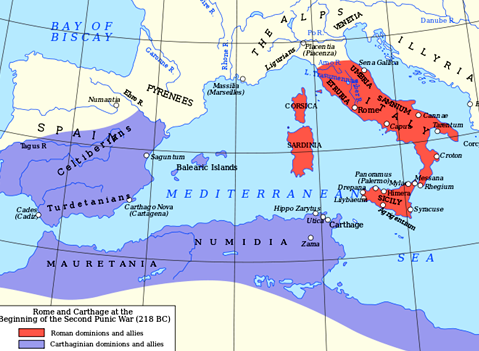 BAY OF
BISCAY
THE ALPS
VENETIA
Danube R.
ILLYRIA
Rhone R.
Garunus R.
Po R.
Ligurians
Placentia
(Piacenza)
Sena Gallica
Massilia
(Marseilles)
PYRENEES
Ebro R.
Numantia
SPAIN
Celtiberians
Tagus R
Saguntum
Turdetanians
Cades
(Cadiz)
Carthago Nova
(Cartagena)
Balearic Islands
CORSICA
SARDINIA
ETRURIA
UMBRIA
SAMNIUM
ITALY
Rome
Capua
Cannae
Tarentum
Croton
MEDITERRANEAN
SEA
Panoramus
(Palermo)
Mylae
Messana
Rhegium
Drepana
Himera
Lilybaeum
SICILY
Agrigentum
Syracuse
Hippo Zarytus
Utica
Carthage
Zama
NUMIDIA
MAURETANIA
Rome and Carthage at the
Beginning of the Second Punic War (218 BC)
Roman dominions and allies
Carthaginian dominions and allies